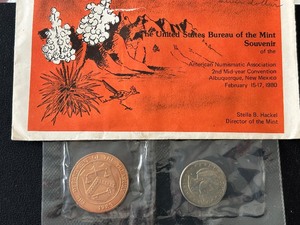 The United States Bureau of the Mint
Souvenir
of the
American Numismatic Association
2nd Mid-year Convention
Albuquerque, New Mexico
February 15-17, 1980
Stella B. Hackel
Director of the Mint